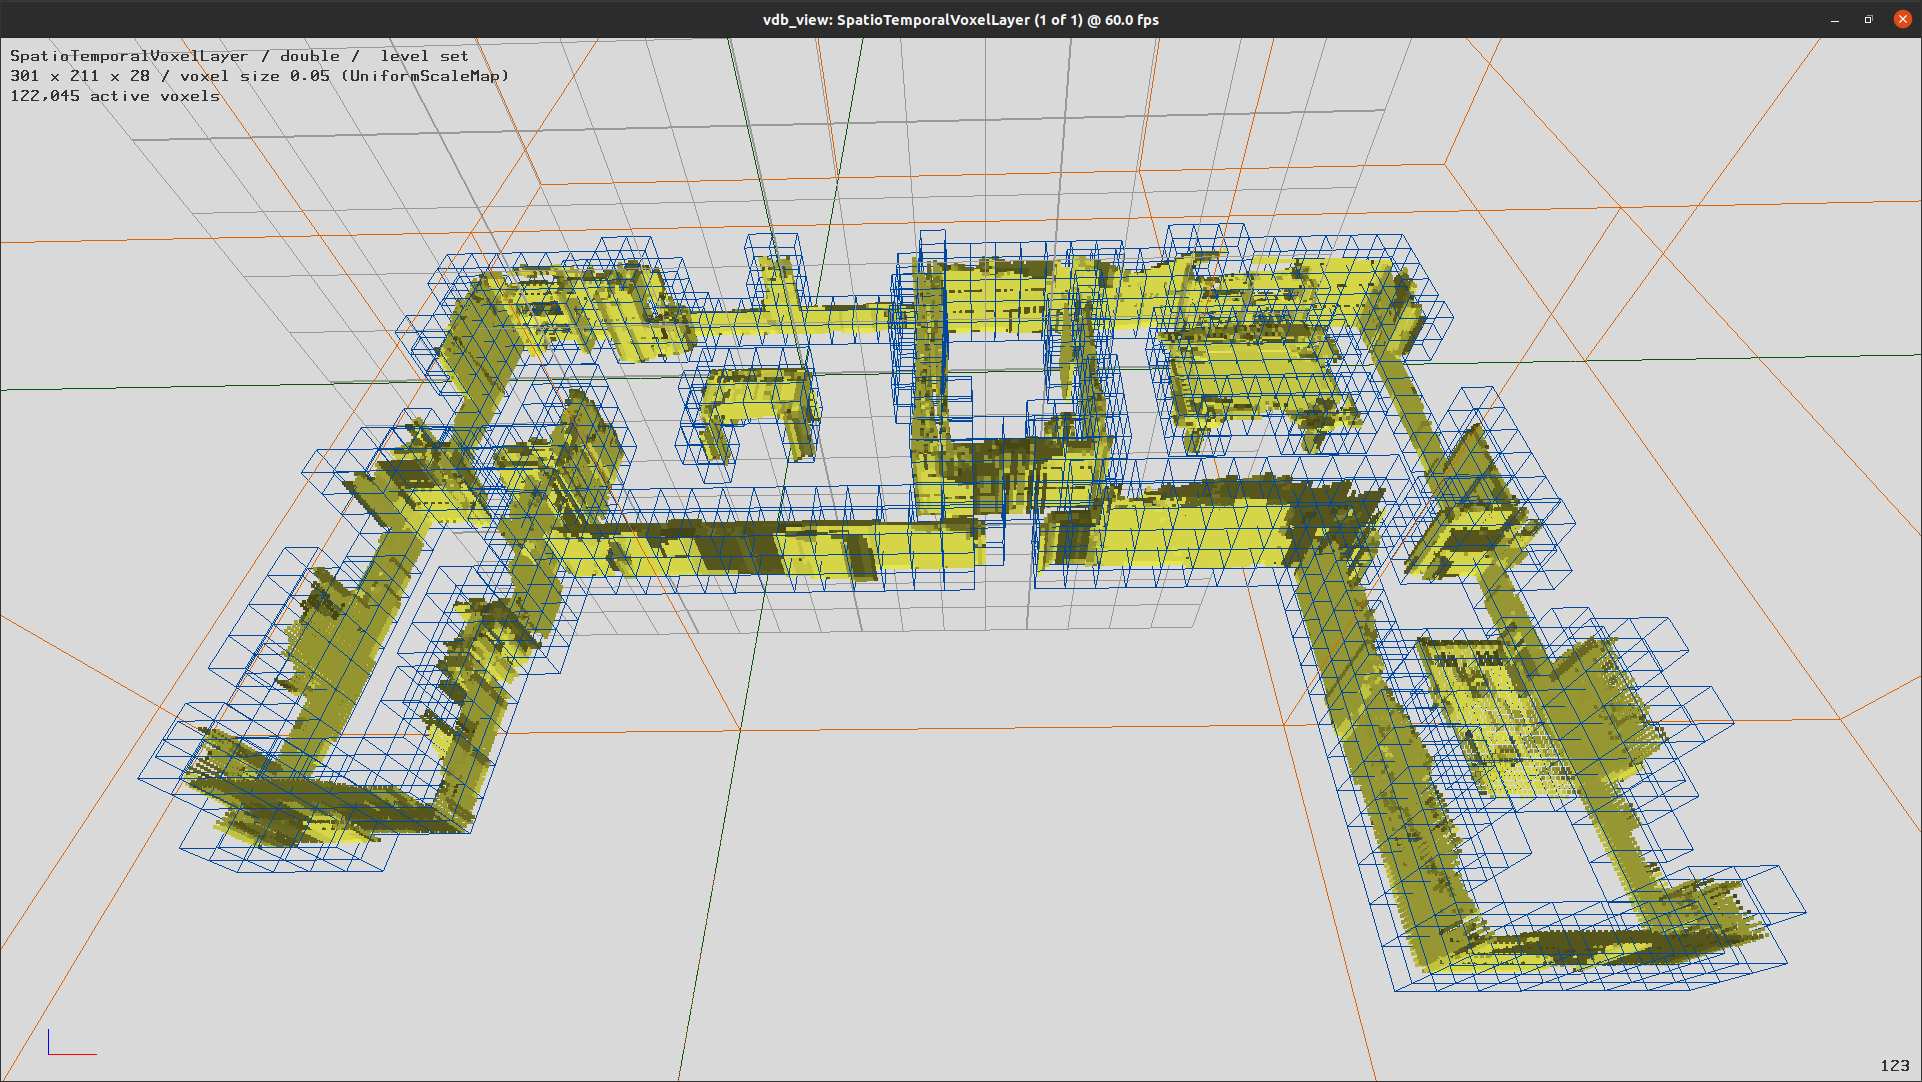 vdb_view: SpatioTemporalVoxelLayer (1 of 1) @ 60.0 fps
SpatioTemporalVoxelLayer / double /  level set
301 x 211 x 28 / voxel size 0.05 (UniformScaleMap)
122,045 active voxels
123